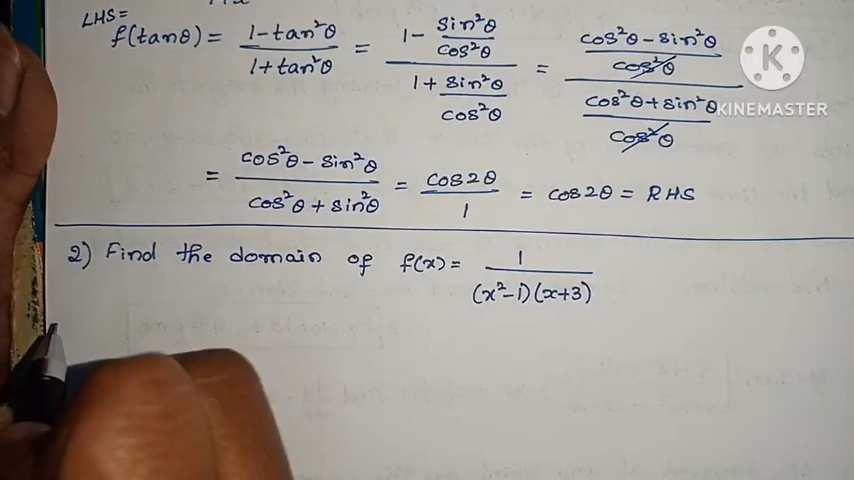 LHS=
f(tanθ) = (1-tan²θ)/(1+tan²θ) = (1 - sin²θ/cos²θ)/(1 + sin²θ/cos²θ) = ((cos²θ-sin²θ)/cos²θ)/((cos²θ+sin²θ)/cos²θ)
KINEMASTER
= (cos²θ-sin²θ)/(cos²θ+sin²θ) = cos2θ/1 = cos2θ = RHS
2) Find the domain of f(x)= 1/((x²-1)(x+3))